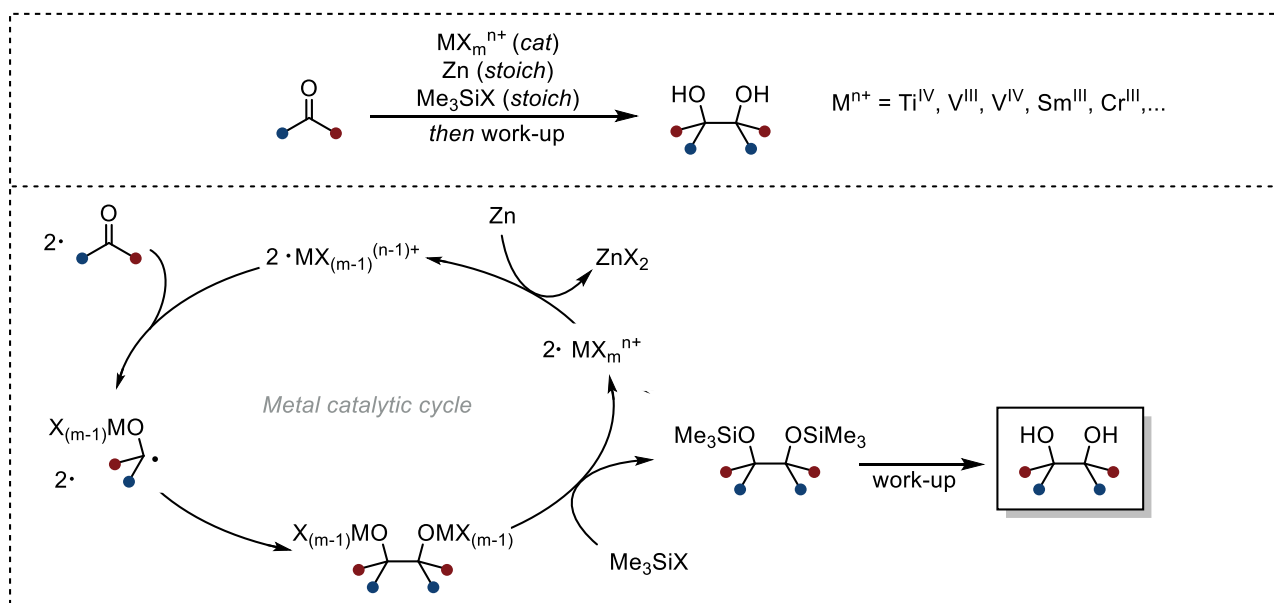 MXₘⁿ⁺ (cat)
Zn (stoich)
Me₃SiX (stoich)
then work-up
O
HO OH
Mⁿ⁺ = Tiᴵⱽ, Vᴵᴵᴵ, Vᴵⱽ, Smᴵᴵᴵ, Crᴵᴵᴵ,...
O
2·
2 · MX₍ₘ₋₁₎⁽ⁿ⁻¹⁾⁺
Zn
ZnX₂
2· MXₘⁿ⁺
Metal catalytic cycle
X₍ₘ₋₁₎MO
2·
X₍ₘ₋₁₎MO OMX₍ₘ₋₁₎
Me₃SiX
Me₃SiO OSiMe₃
work-up
HO OH